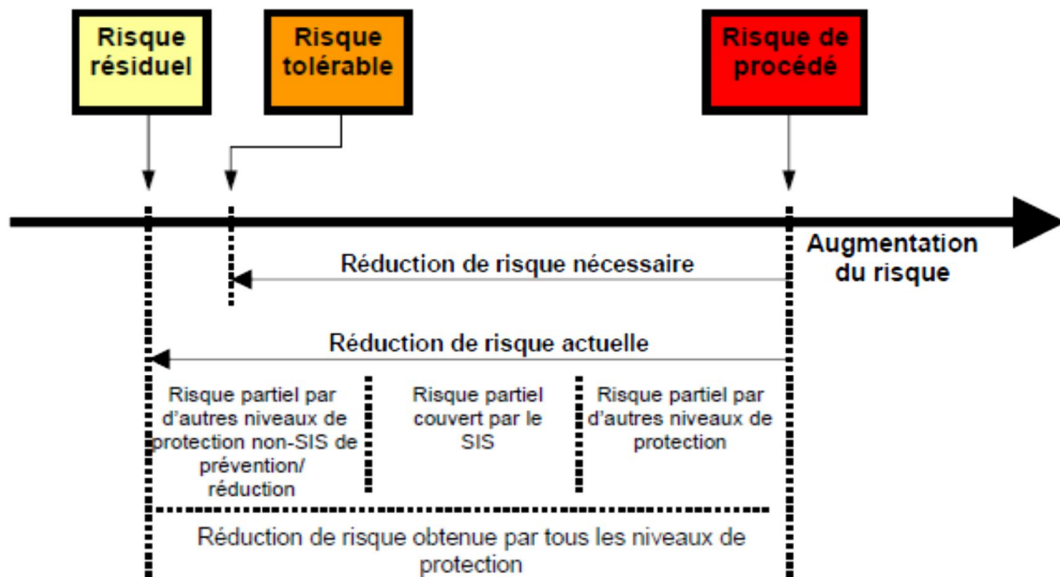 Risque
résiduel
Risque
tolérable
Risque de
procédé
Augmentation
du risque
Réduction de risque nécessaire
Réduction de risque actuelle
Risque partiel par
d'autres niveaux de
protection non-SIS de
prévention/
réduction
Risque partiel
couvert par le
SIS
Risque partiel par
d'autres niveaux de
protection
Réduction de risque obtenue par tous les niveaux de
protection